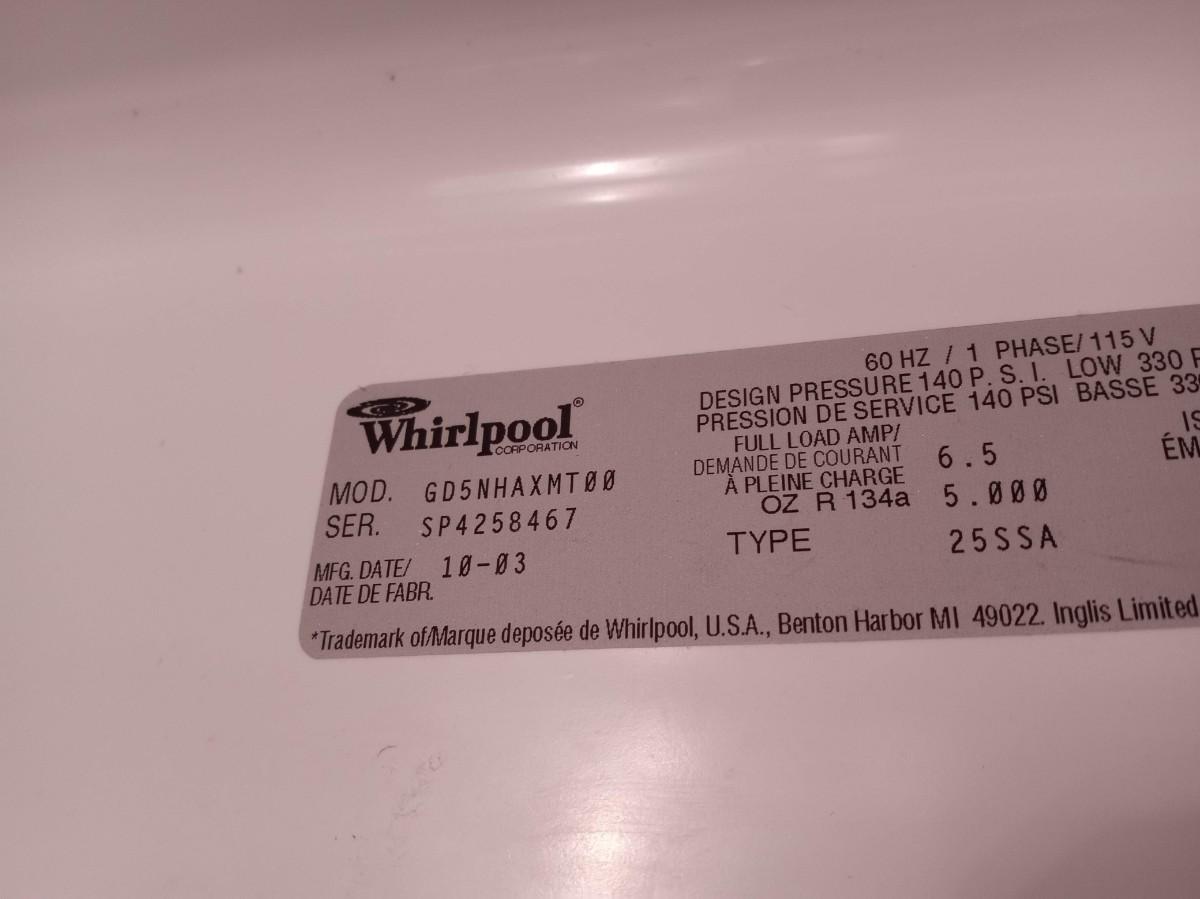 Whirlpool®
CORPORATION
MOD. GD5NHAXMT00
SER. SP4258467
MFG. DATE/ 10-03
DATE DE FABR.
60 HZ / 1 PHASE/ 115 V
DESIGN PRESSURE 140 P. S. I. LOW 330
PRESSION DE SERVICE 140 PSI BASSE
FULL LOAD AMP/
DEMANDE DE COURANT 6.5
À PLEINE CHARGE
OZ R 134a 5.000
TYPE 25SSA
*Trademark of/Marque deposée de Whirlpool, U.S.A., Benton Harbor MI 49022. Inglis Limited